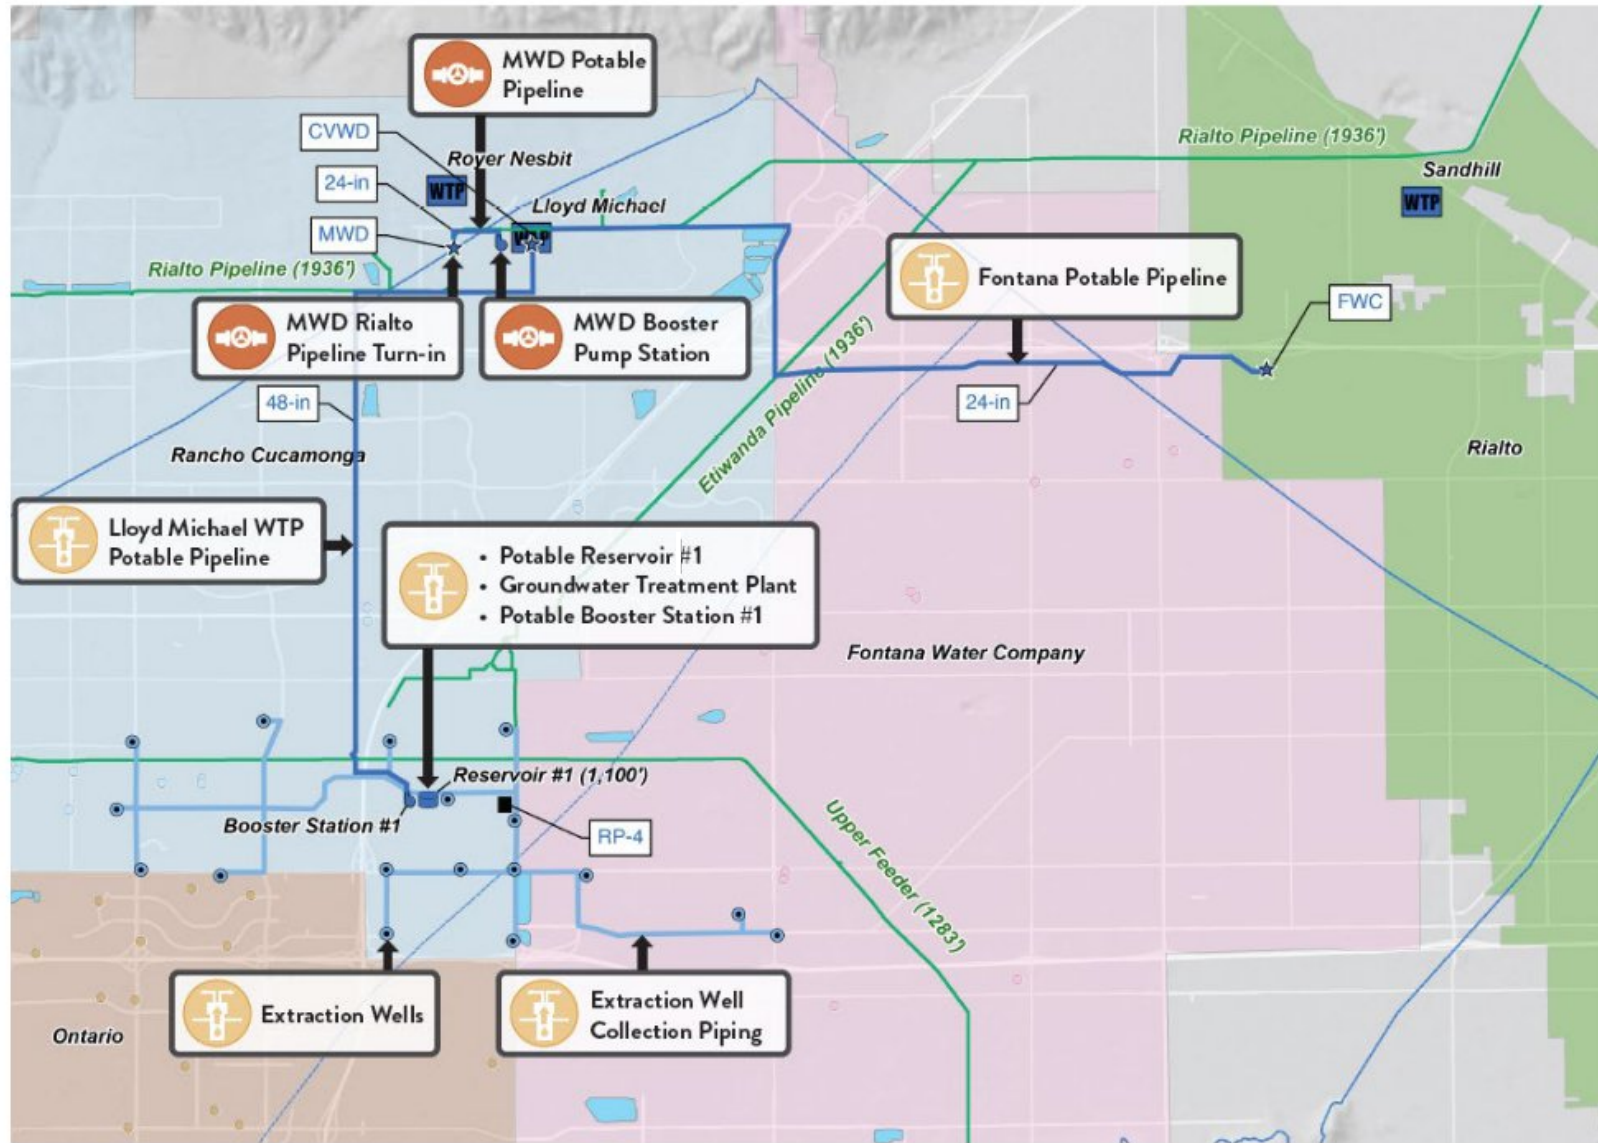 MWD Potable
Pipeline
CVWD
Rialto Pipeline (1936')
Royer Nesbit
Sandhill
24-in
WTP
WTP
Lloyd Michael
MWD
WTP
Rialto Pipeline (1936')
Fontana Potable Pipeline
FWC
MWD Rialto
Pipeline Turn-in
MWD Booster
Pump Station
Etiwanda Pipeline (1936')
48-in
24-in
Rancho Cucamonga
Rialto
Lloyd Michael WTP
Potable Pipeline
• Potable Reservoir #1
• Groundwater Treatment Plant
• Potable Booster Station #1
Fontana Water Company
Reservoir #1 (1,100')
Booster Station #1
RP-4
Upper Feeder (1283')
Extraction Wells
Extraction Well
Collection Piping
Ontario